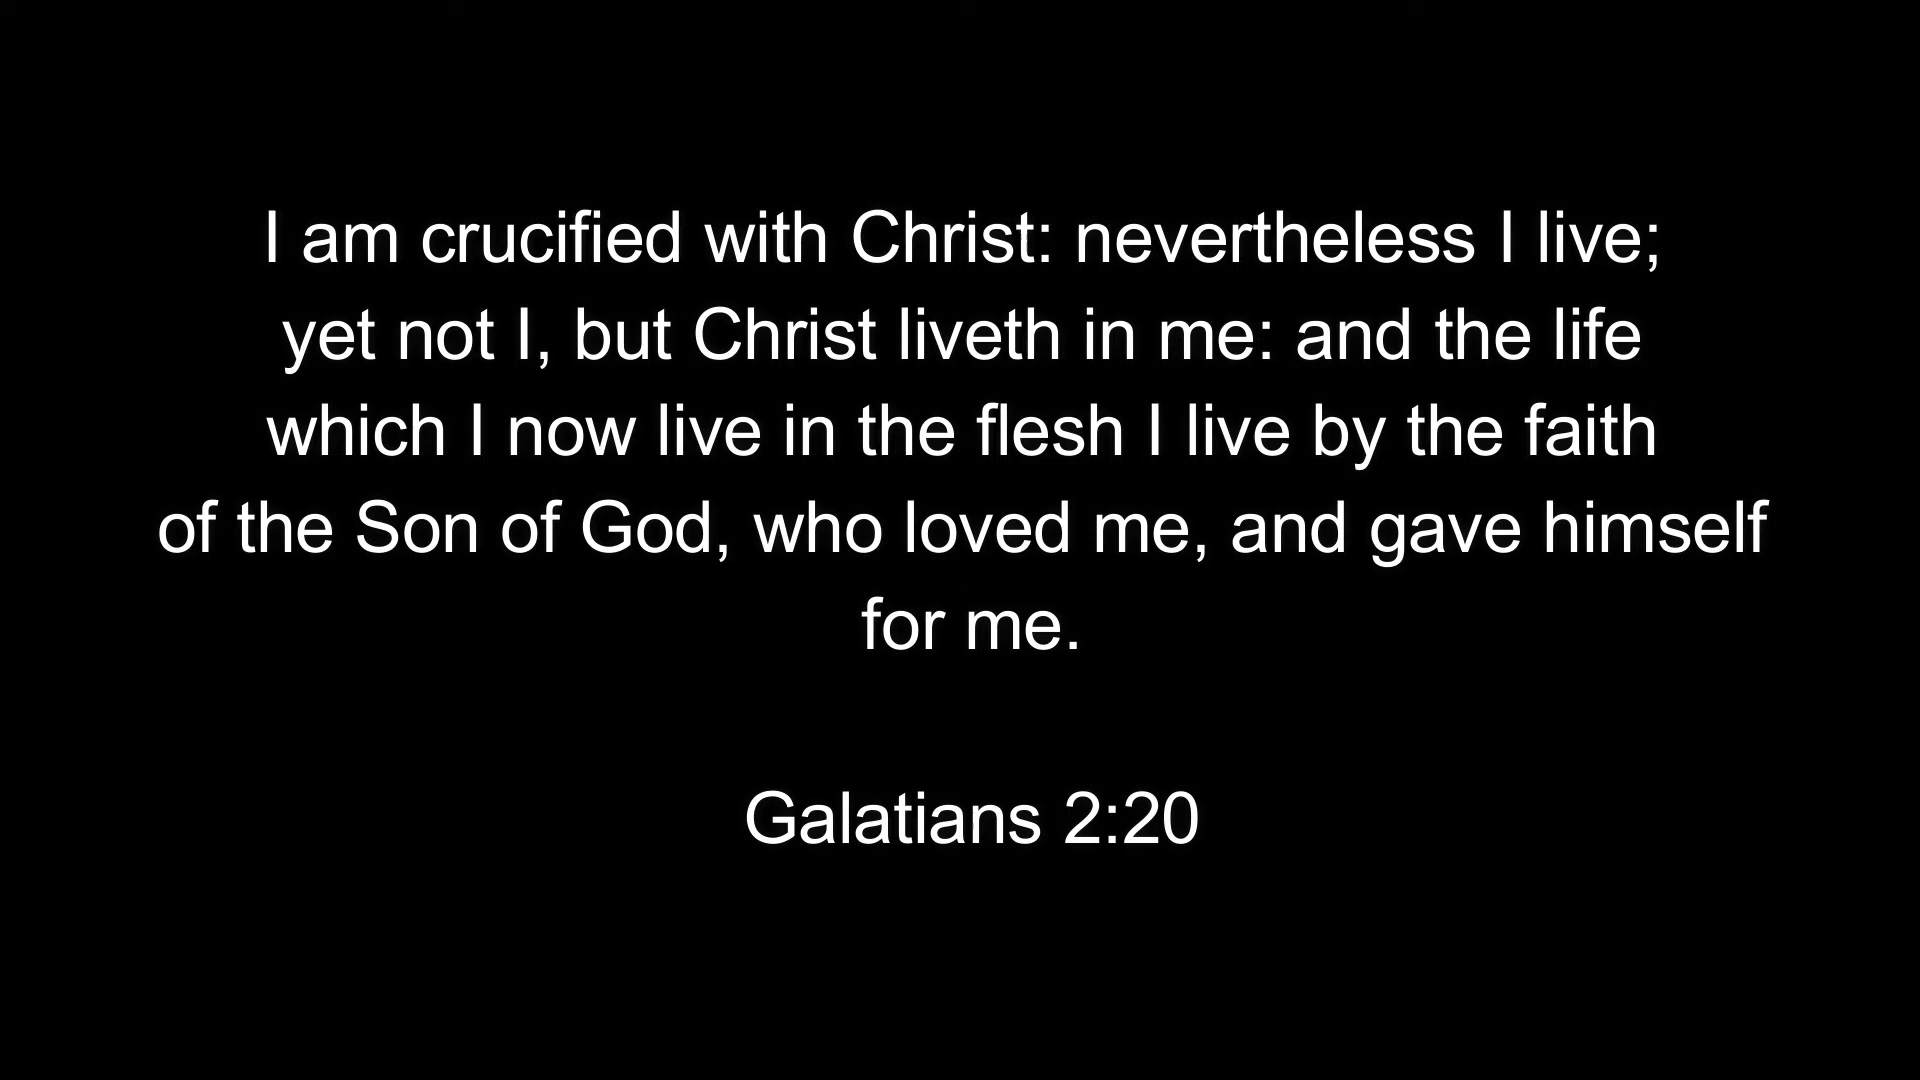 I am crucified with Christ: nevertheless I live;
yet not I, but Christ liveth in me: and the life
which I now live in the flesh I live by the faith
of the Son of God, who loved me, and gave himself
for me.
Galatians 2:20